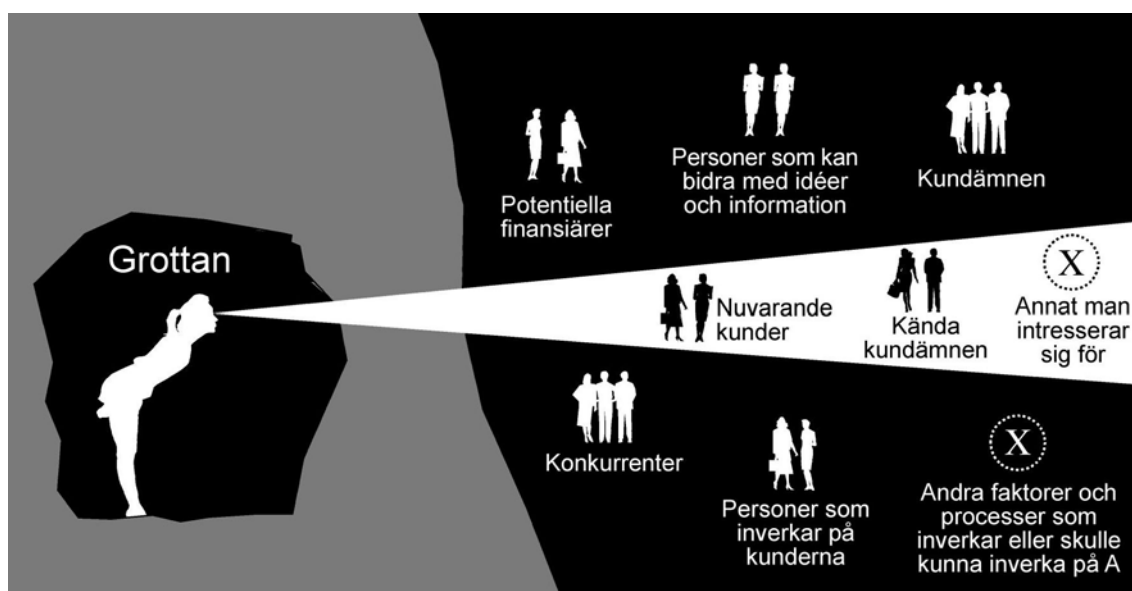 Grottan
Potentiella
finansiärer
Personer som kan
bidra med idéer
och information
Kundämnen
Nuvarande
kunder
Kända
kundämnen
X
Annat man
intresserar
sig för
Konkurrenter
Personer som
inverkar på
kunderna
X
Andra faktorer och
processer som
inverkar eller skulle
kunna inverka på A